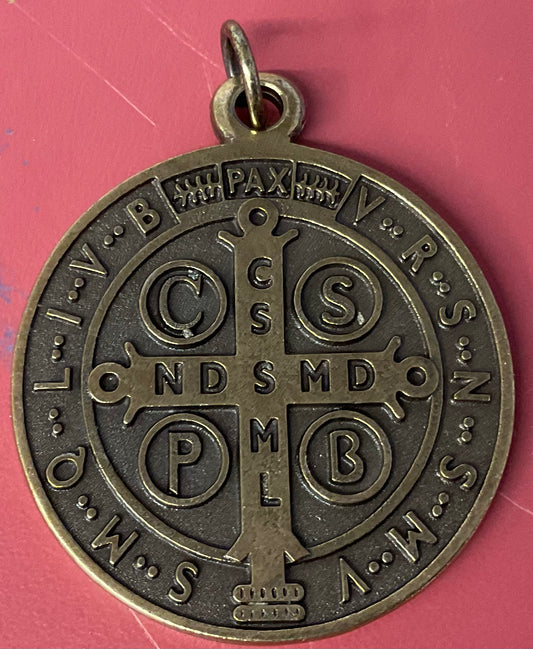 PAX
V··R··S··N··S··M··V
S··M··Q··L··I··V··B
C S
P B
C S S M L
N D S M D